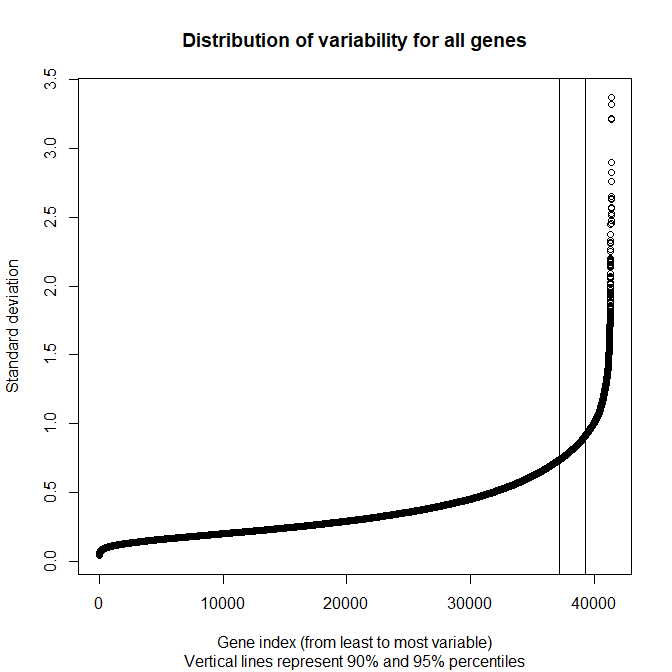 Distribution of variability for all genes
3.5
3.0
2.5
2.0
1.5
1.0
0.5
0.0
Standard deviation
0 10000 20000 30000 40000
Gene index (from least to most variable)
Vertical lines represent 90% and 95% percentiles